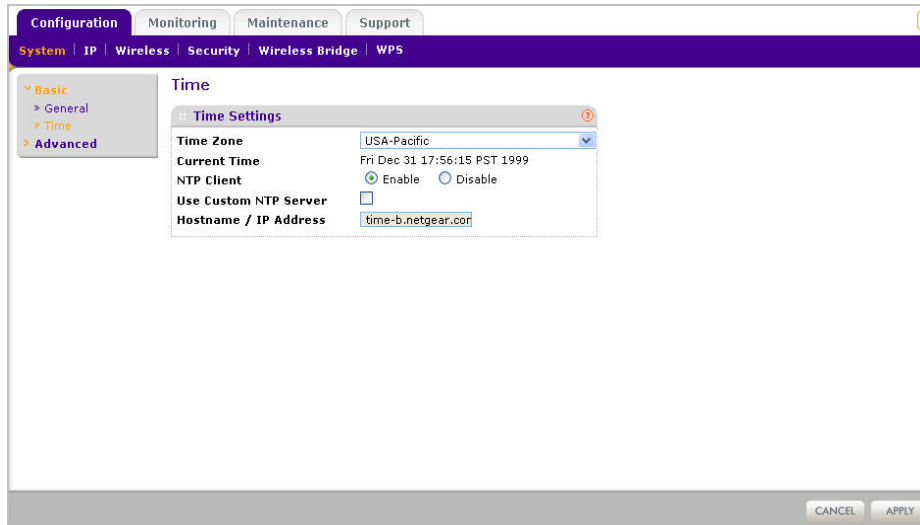 Configuration Monitoring Maintenance Support
System IP Wireless Security Wireless Bridge WPS
Basic
» General
» Time
Advanced
Time
:: Time Settings ?
Time Zone USA-Pacific
Current Time Fri Dec 31 17:56:15 PST 1999
NTP Client Enable Disable
Use Custom NTP Server
Hostname / IP Address time-b.netgear.cor
CANCEL APPLY